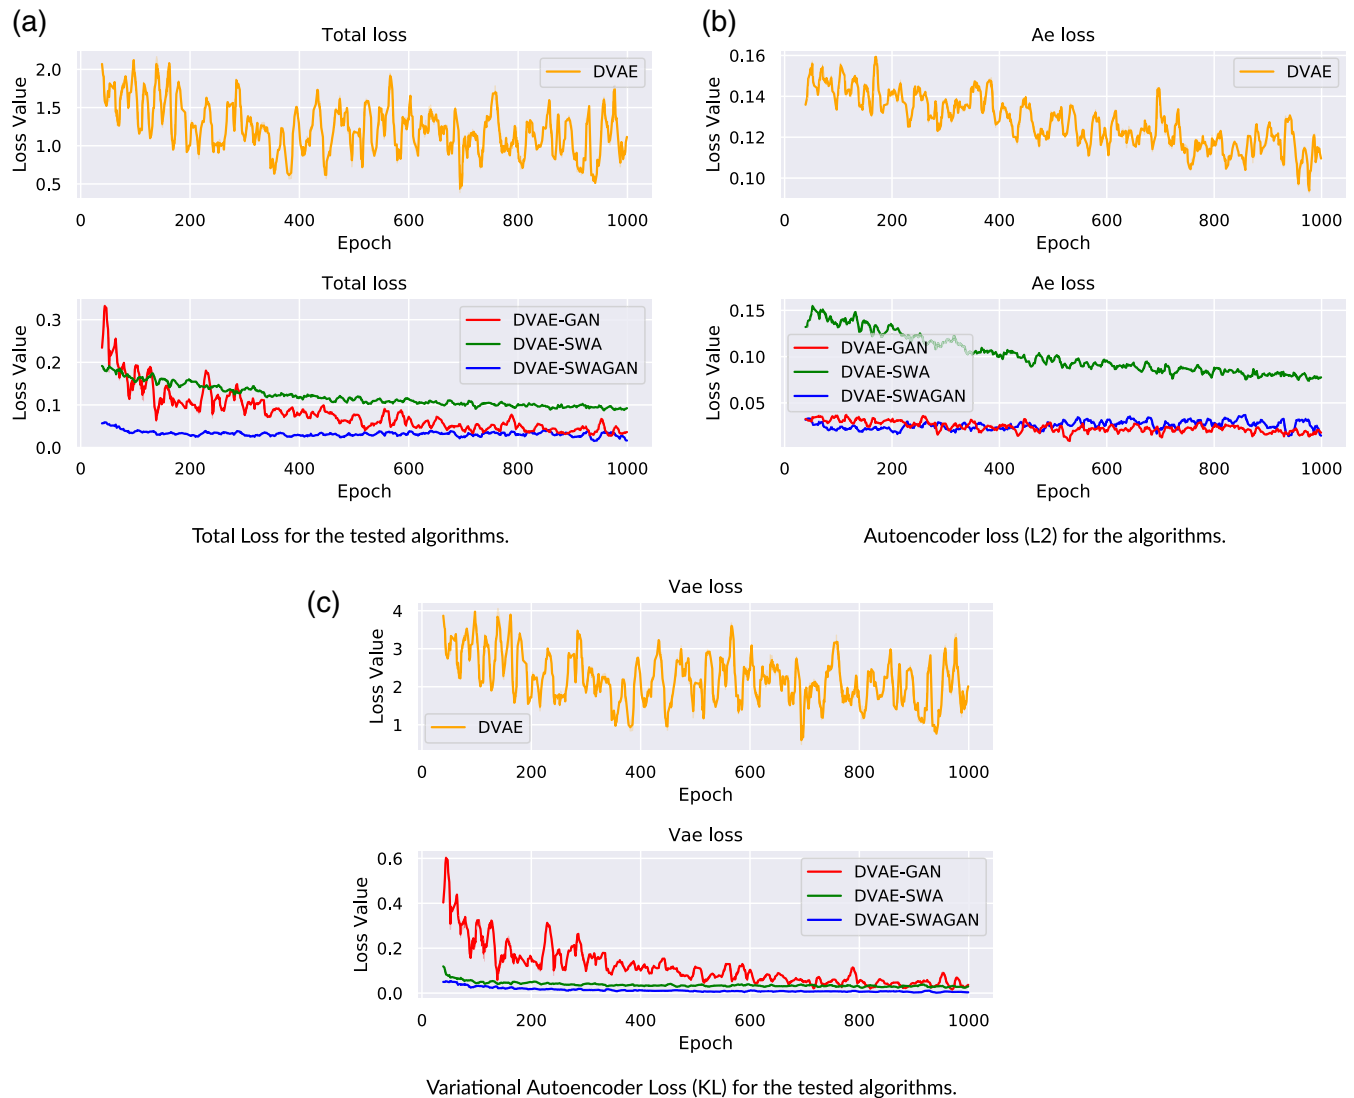 (a)
Total loss
Loss Value
2.0
1.5
1.0
0.5
DVAE
0 200 400 600 800 1000
Epoch
Total loss
Loss Value
0.3
0.2
0.1
0.0
DVAE-GAN
DVAE-SWA
DVAE-SWAGAN
0 200 400 600 800 1000
Epoch
Total Loss for the tested algorithms.
(b)
Ae loss
Loss Value
0.16
0.14
0.12
0.10
DVAE
0 200 400 600 800 1000
Epoch
Ae loss
Loss Value
0.15
0.10
0.05
DVAE-GAN
DVAE-SWA
DVAE-SWAGAN
0 200 400 600 800 1000
Epoch
Autoencoder loss (L2) for the algorithms.
(c)
Vae loss
Loss Value
4
3
2
1
DVAE
0 200 400 600 800 1000
Epoch
Vae loss
Loss Value
0.6
0.4
0.2
0.0
DVAE-GAN
DVAE-SWA
DVAE-SWAGAN
0 200 400 600 800 1000
Epoch
Variational Autoencoder Loss (KL) for the tested algorithms.